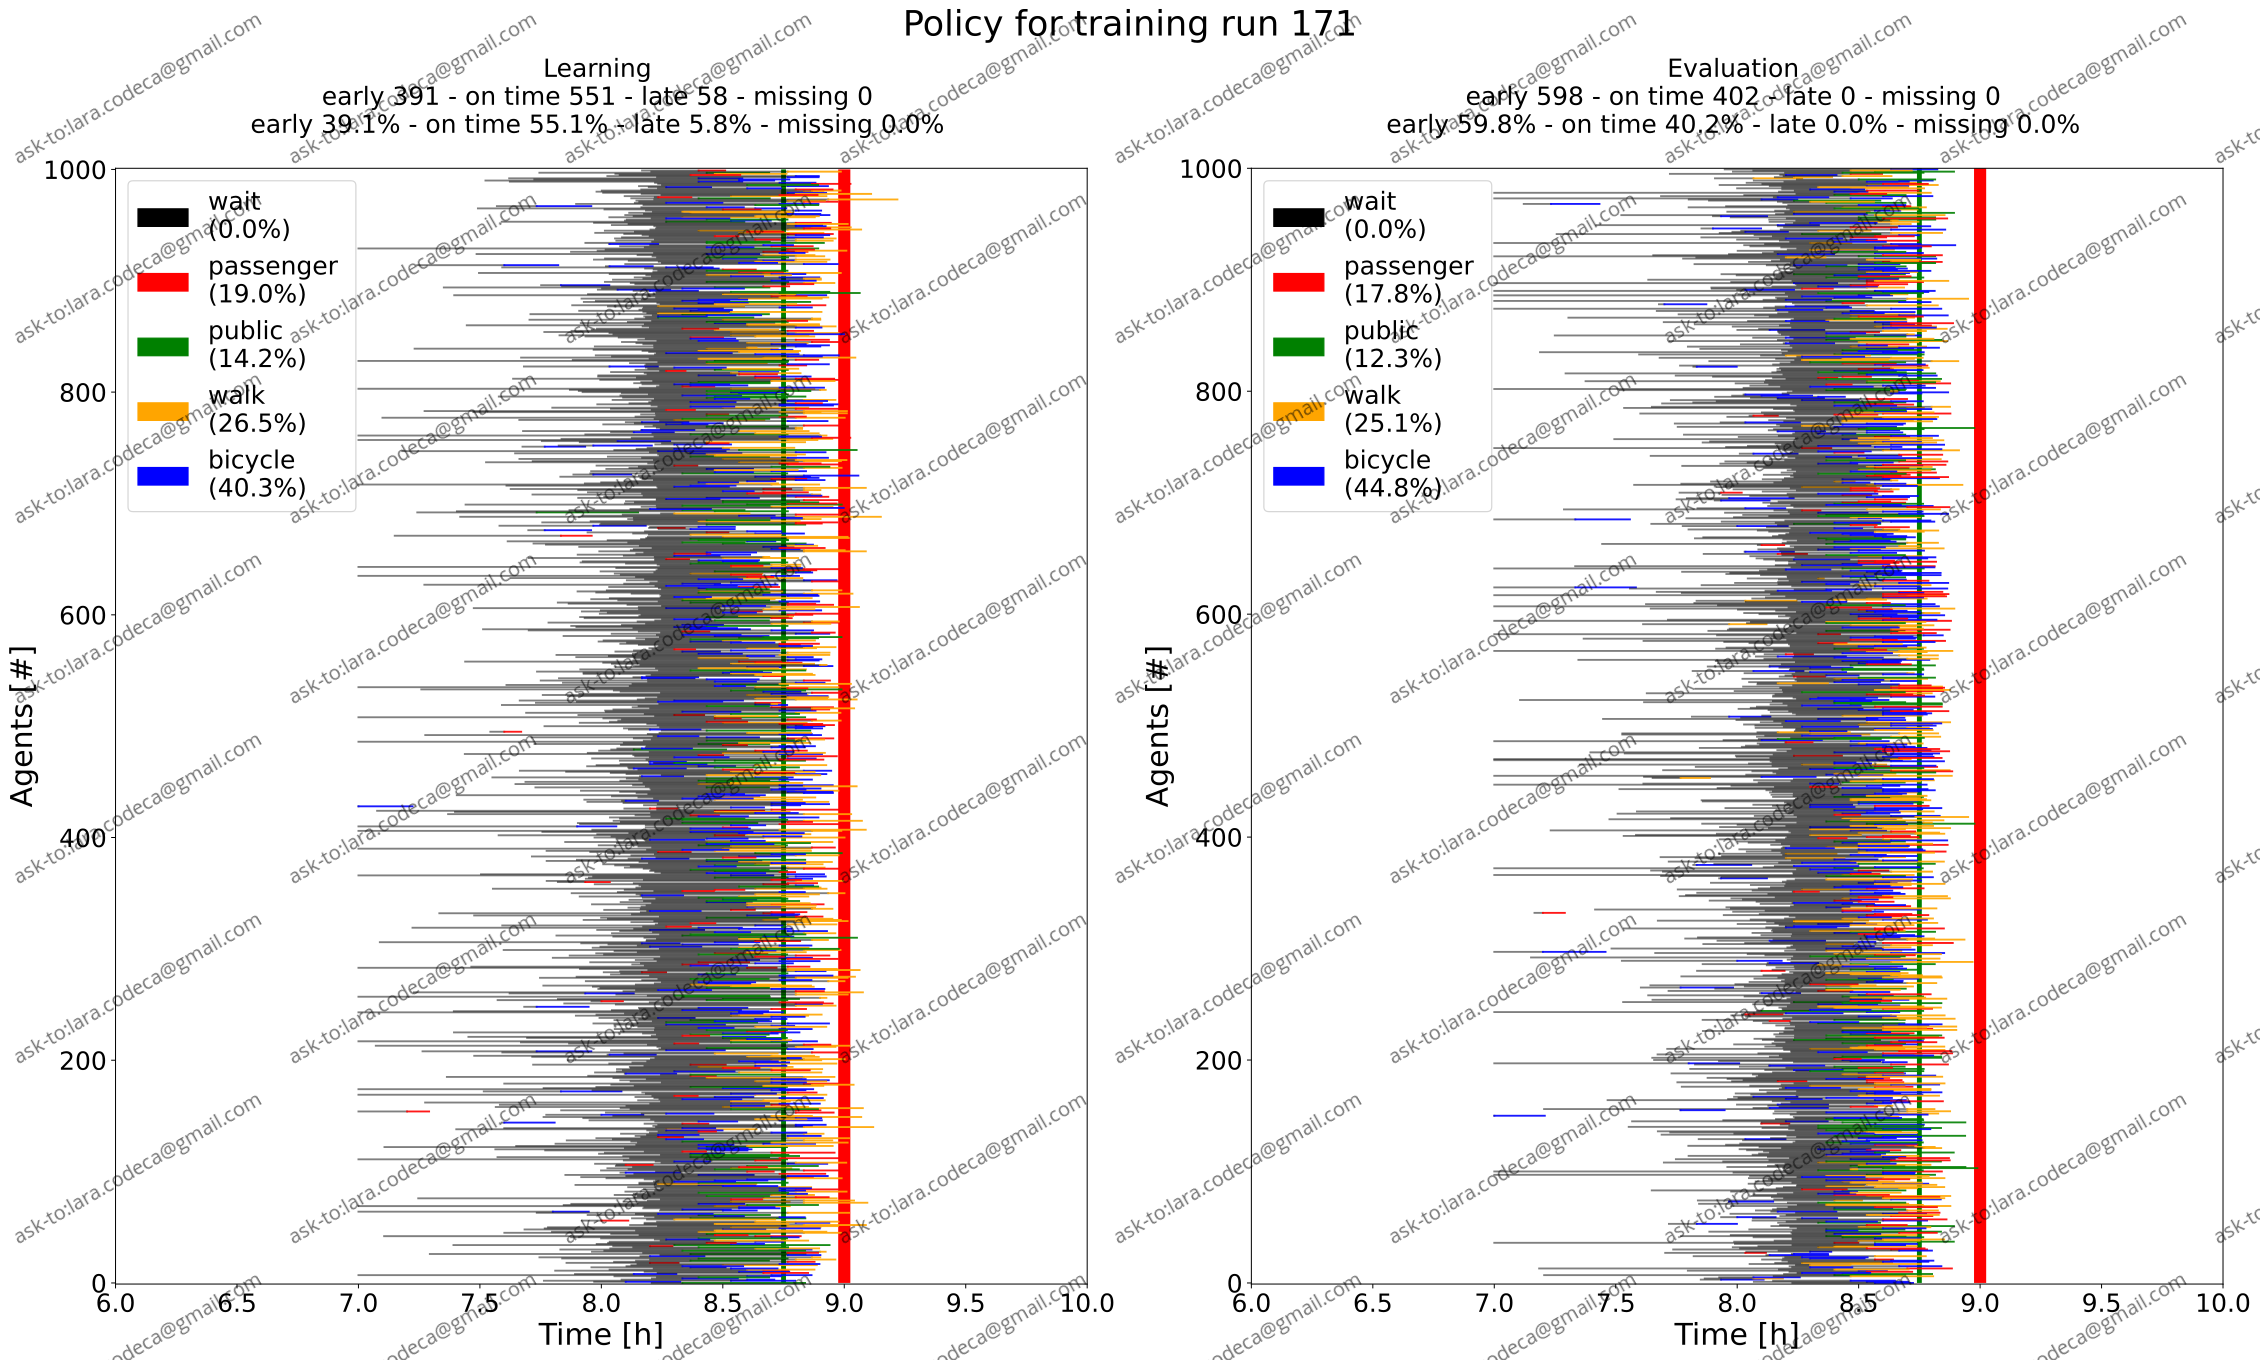 Policy for training run 171
Learning
early 391 - on time 551 - late 58 - missing 0
early 39.1% - on time 55.1% - late 5.8% - missing 0.0%
Evaluation
early 598 - on time 402 - late 0 - missing 0
early 59.8% - on time 40.2% - late 0.0% - missing 0.0%
wait
(0.0%)
passenger
(19.0%)
public
(14.2%)
walk
(26.5%)
bicycle
(40.3%)
Agents [#]
1000
800
600
400
200
0
6.0 6.5 7.0 7.5 8.0 8.5 9.0 9.5 10.0
Time [h]
wait
(0.0%)
passenger
(17.8%)
public
(12.3%)
walk
(25.1%)
bicycle
(44.8%)
Agents [#]
1000
800
600
400
200
0
6.0 6.5 7.0 7.5 8.0 8.5 9.0 9.5 10.0
Time [h]
ask-to:lara.codeca@gmail.com